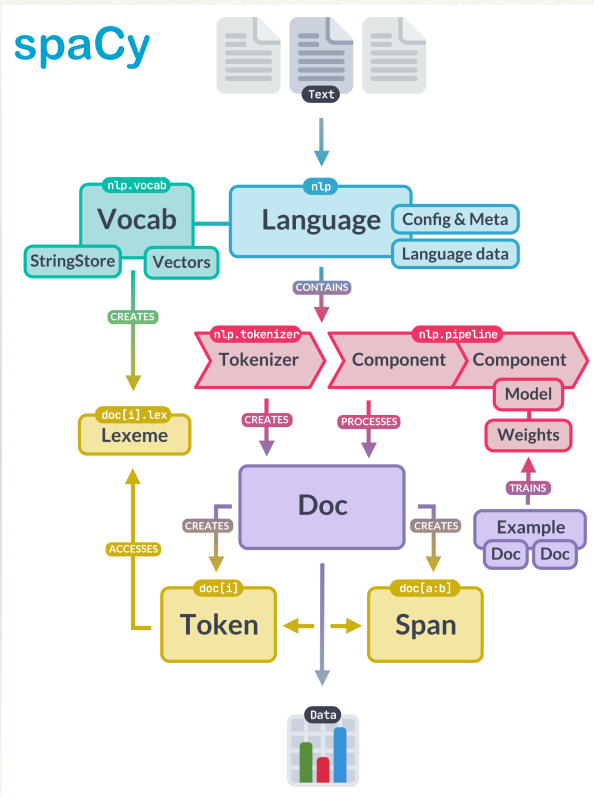 spaCy
Text
nlp.vocab
Vocab
StringStore
Vectors
nlp
Language
Config & Meta
Language data
CREATES
CONTAINS
nlp.tokenizer
Tokenizer
nlp.pipeline
Component
Component
Model
Weights
doc[i].lex
Lexeme
CREATES
PROCESSES
TRAINS
Doc
Example
Doc
Doc
ACCESSES
CREATES
CREATES
doc[i]
Token
doc[a:b]
Span
Data